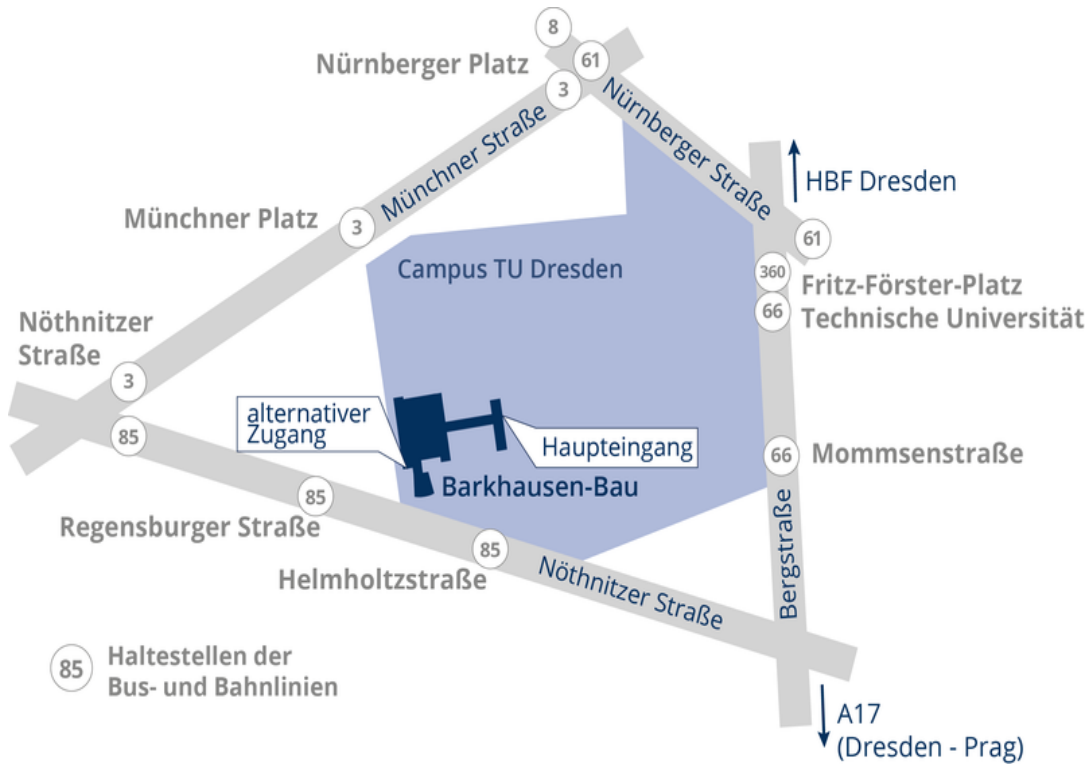 8
61
Nürnberger Platz
3
Nürnberger Straße
Münchner Straße
HBF Dresden
Münchner Platz
3
61
Campus TU Dresden
360
Fritz-Förster-Platz
66
Technische Universität
Nöthnitzer
Straße
3
85
alternativer
Zugang
Haupteingang
66
Mommsenstraße
Barkhausen-Bau
85
Regensburger Straße
85
Helmholtzstraße
Nöthnitzer Straße
Bergstraße
85
Haltestellen der
Bus- und Bahnlinien
A17
(Dresden - Prag)